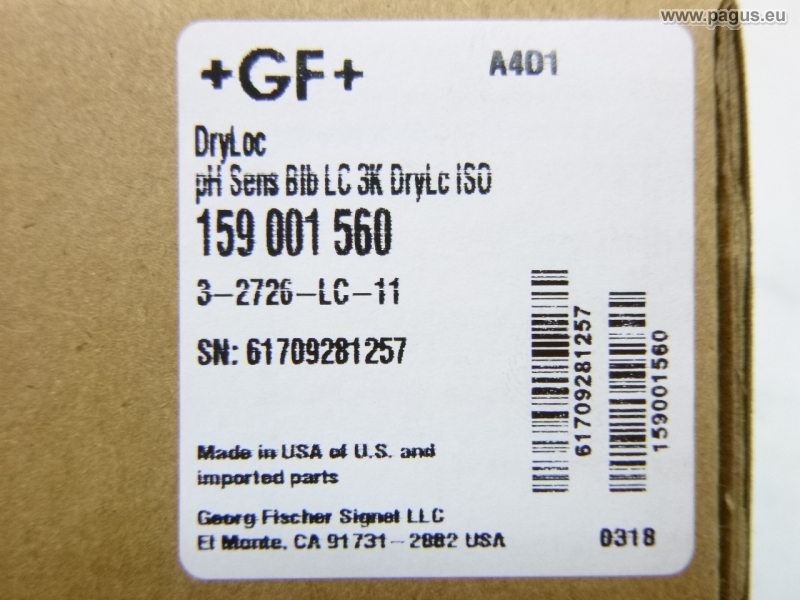 www.pagus.eu
+GF+
A4D1
DryLoc
pH Sens Blb LC 3K DryLc ISO
159 001 560
3-2726-LC-11
SN: 61709281257
61709281257
159001560
Made in USA of U.S. and
imported parts
Georg Fischer Signet LLC
El Monte, CA 91731-2882 USA
0318